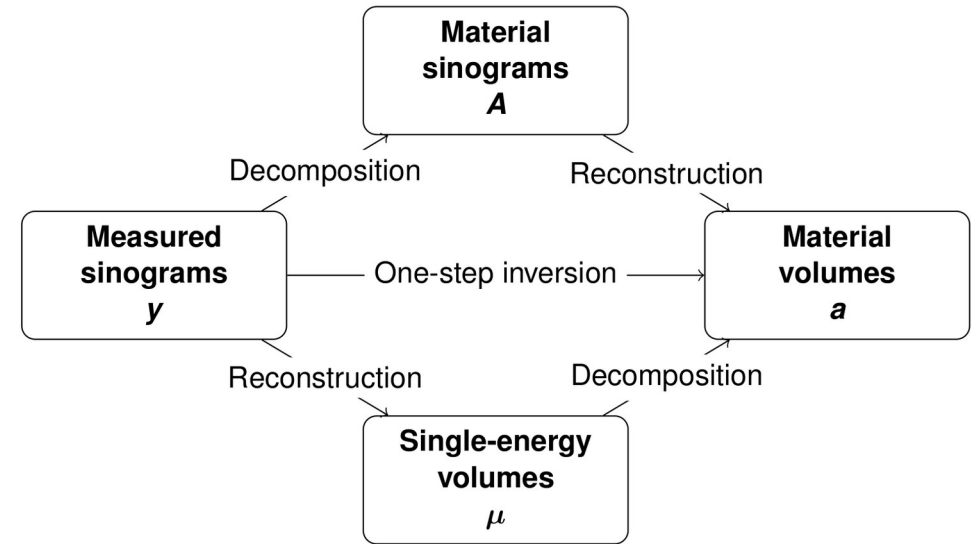 Material
sinograms
A
Decomposition
Reconstruction
Measured
sinograms
y
One-step inversion
Material
volumes
a
Reconstruction
Decomposition
Single-energy
volumes
μ